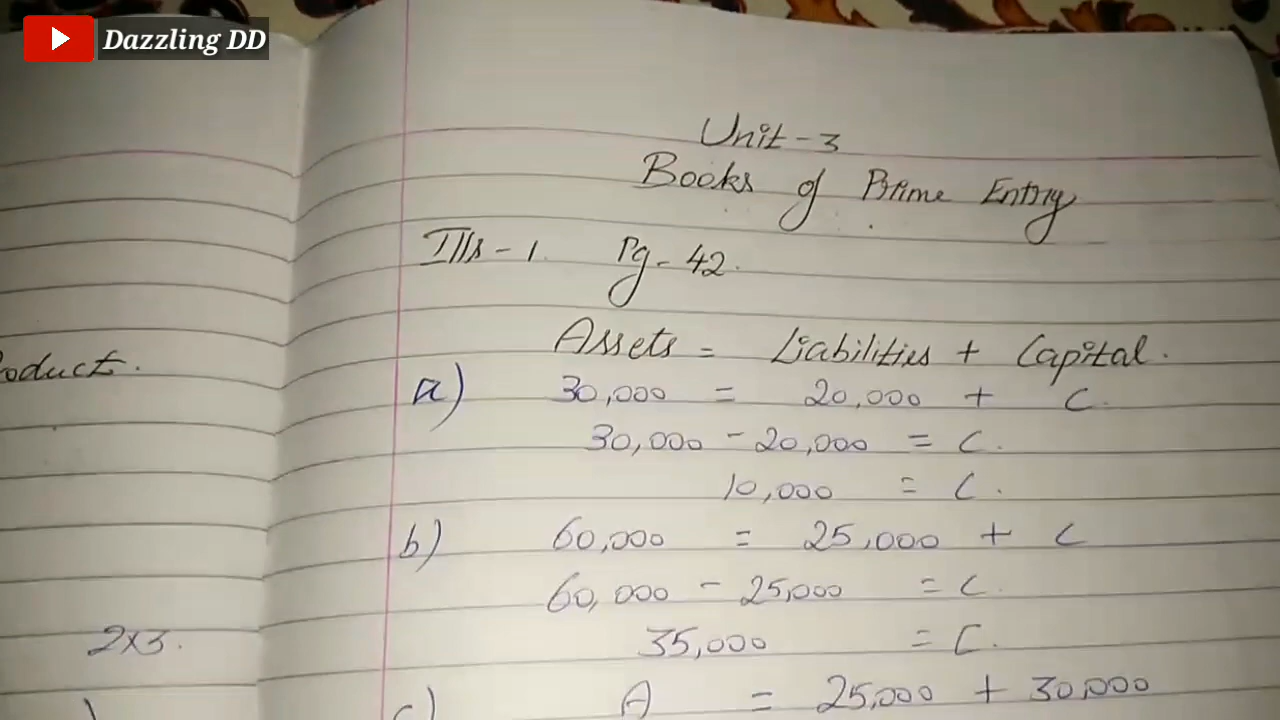 Dazzling DD
Unit-3
Books of Prime Entry
Ills-1. Pg-42.
Assets = Liabilities + Capital.
a) 30,000 = 20,000 + C.
30,000 - 20,000 = C.
10,000 = C.
b) 60,000 = 25,000 + C
60,000 - 25,000 = C.
35,000 = C.
c) A = 25,000 + 30,000
oduct.
2x3.